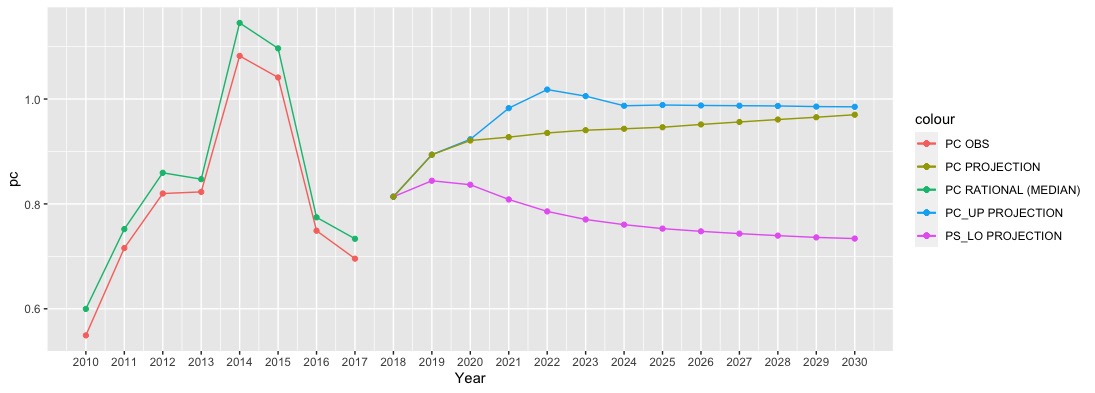 1.0
0.8
0.6
pc
2010 2011 2012 2013 2014 2015 2016 2017 2018 2019 2020 2021 2022 2023 2024 2025 2026 2027 2028 2029 2030
Year
colour
PC OBS
PC PROJECTION
PC RATIONAL (MEDIAN)
PC_UP PROJECTION
PS_LO PROJECTION